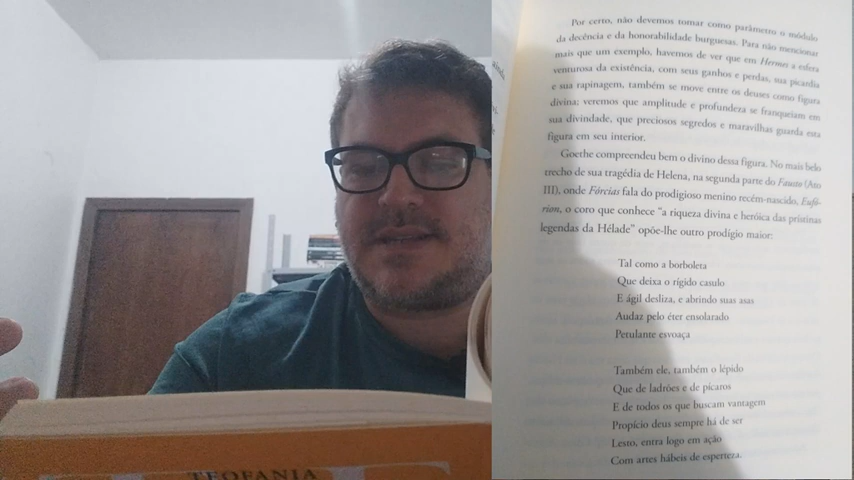 Por certo, não devemos tomar como parâmetro o módulo
da decência e da honorabilidade burguesas. Para não mencionar
mais que um exemplo, havemos de ver que em Hermes a esfera
venturosa da existência, com seus ganhos e perdas, sua picardia
e sua rapinagem, também se move entre os deuses como figura
divina; veremos que amplitude e profundeza se franqueiam em
sua divindade, que preciosos segredos e maravilhas guarda esta
figura em seu interior.
Goethe compreendeu bem o divino dessa figura. No mais belo
trecho de sua tragédia de Helena, na segunda parte do Fausto (Ato
III), onde Fórcias fala do prodigioso menino recém-nascido, Eufó-
rion, o coro que conhece "a riqueza divina e heróica das prístinas
legendas da Hélade" opõe-lhe outro prodígio maior:
Tal como a borboleta
Que deixa o rígido casulo
E ágil desliza, e abrindo suas asas
Audaz pelo éter ensolarado
Petulante esvoaça
Também ele, também o lépido
Que de ladrões e de pícaros
E de todos os que buscam vantagem
Propício deus sempre há de ser
Lesto, entra logo em ação
Com artes hábeis de esperteza.
TEOFANIA